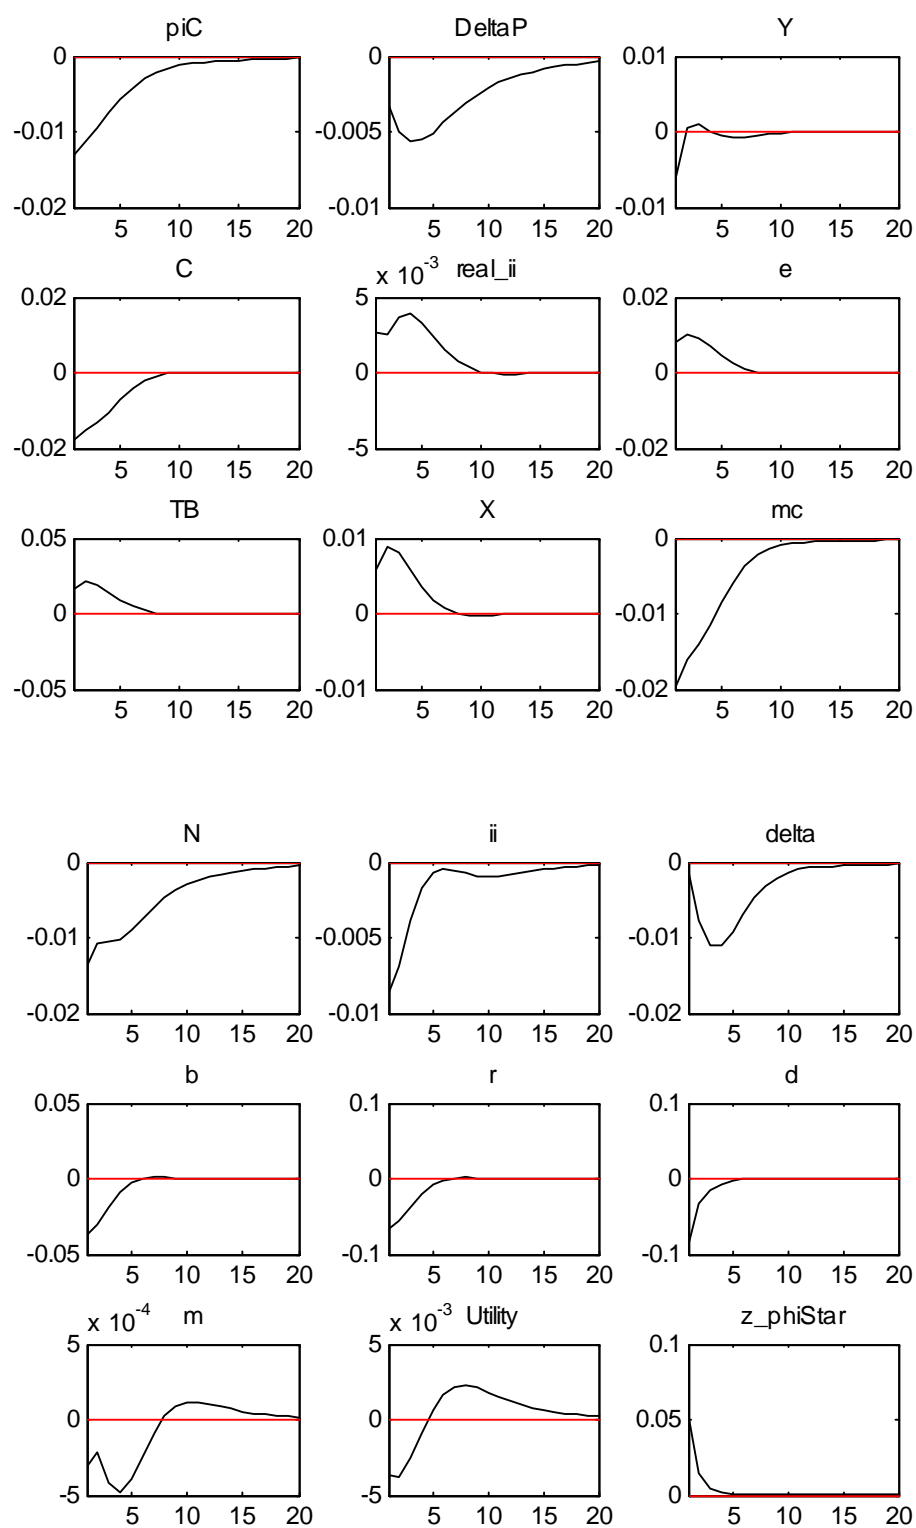 piC DeltaP Y
0 0 0.01
-0.01 -0.005 0
-0.02 -0.01 -0.01
5 10 15 20 5 10 15 20 5 10 15 20
C x 10^-3 real_ii e
0.02 5 0.02
0 0 0
-0.02 -5 -0.02
5 10 15 20 5 10 15 20 5 10 15 20
TB X mc
0.05 0.01 0
0 0 -0.01
-0.05 -0.01 -0.02
5 10 15 20 5 10 15 20 5 10 15 20
N ii delta
0 0 0
-0.01 -0.005 -0.01
-0.02 -0.01 -0.02
5 10 15 20 5 10 15 20 5 10 15 20
b r d
0.05 0.1 0.1
0 0 0
-0.05 -0.1 -0.1
5 10 15 20 5 10 15 20 5 10 15 20
x 10^-4 m x 10^-3 Utility z_phiStar
5 5 0.1
0 0 0.05
-5 -5 0
5 10 15 20 5 10 15 20 5 10 15 20